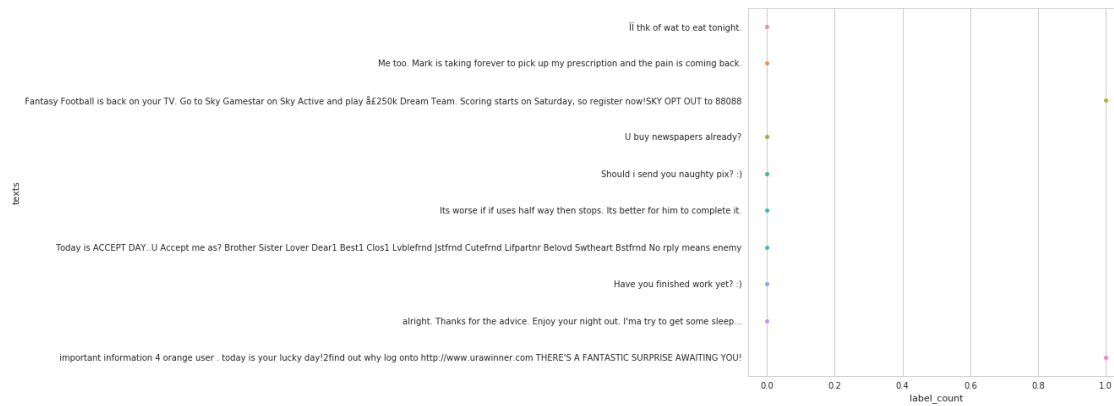 ÌÏ thk of wat to eat tonight.
Me too. Mark is taking forever to pick up my prescription and the pain is coming back.
Fantasy Football is back on your TV. Go to Sky Gamestar on Sky Active and play å£250k Dream Team. Scoring starts on Saturday, so register now!SKY OPT OUT to 88088
U buy newspapers already?
Should i send you naughty pix? :)
texts
Its worse if if uses half way then stops. Its better for him to complete it.
Today is ACCEPT DAY..U Accept me as? Brother Sister Lover Dear1 Best1 Clos1 Lvblefrnd Jstfrnd Cutefrnd Lifpartnr Belovd Swtheart Bstfrnd No rply means enemy
Have you finished work yet? :)
alright. Thanks for the advice. Enjoy your night out. I'ma try to get some sleep...
important information 4 orange user . today is your lucky day!2find out why log onto http://www.urawinner.com THERE'S A FANTASTIC SURPRISE AWAITING YOU!
0.0 0.2 0.4 0.6 0.8 1.0
label_count